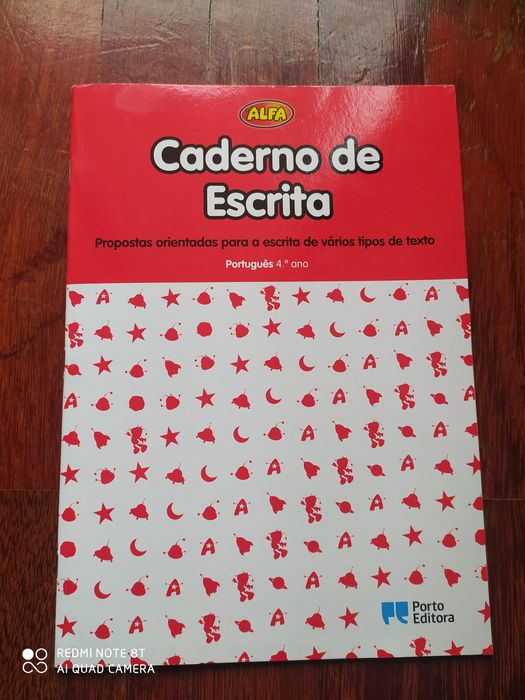 ALFA
Caderno de
Escrita
Propostas orientadas para a escrita de vários tipos de texto
Português 4.º ano
Porto
Editora
REDMI NOTE 8T
AI QUAD CAMERA